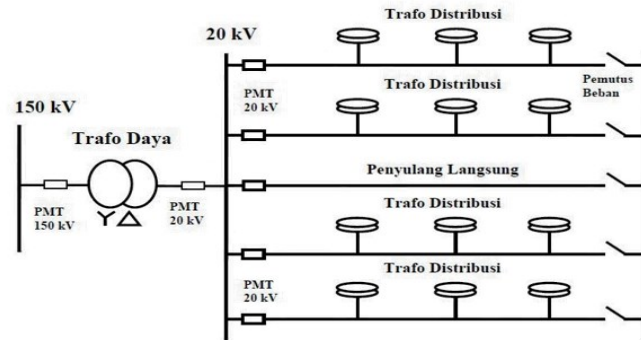 20 kV
Trafo Distribusi
PMT
20 kV
Pemutus
Beban
Trafo Distribusi
150 kV
Trafo Daya
Penyulang Langsung
PMT
150 kV
PMT
20 kV
Trafo Distribusi
Trafo Distribusi
PMT
20 kV